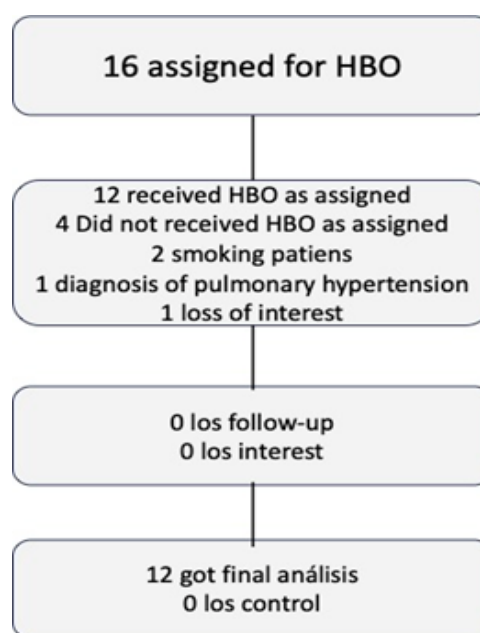 16 assigned for HBO
12 received HBO as assigned
4 Did not received HBO as assigned
2 smoking patiens
1 diagnosis of pulmonary hypertension
1 loss of interest
0 los follow-up
0 los interest
12 got final análisis
0 los control